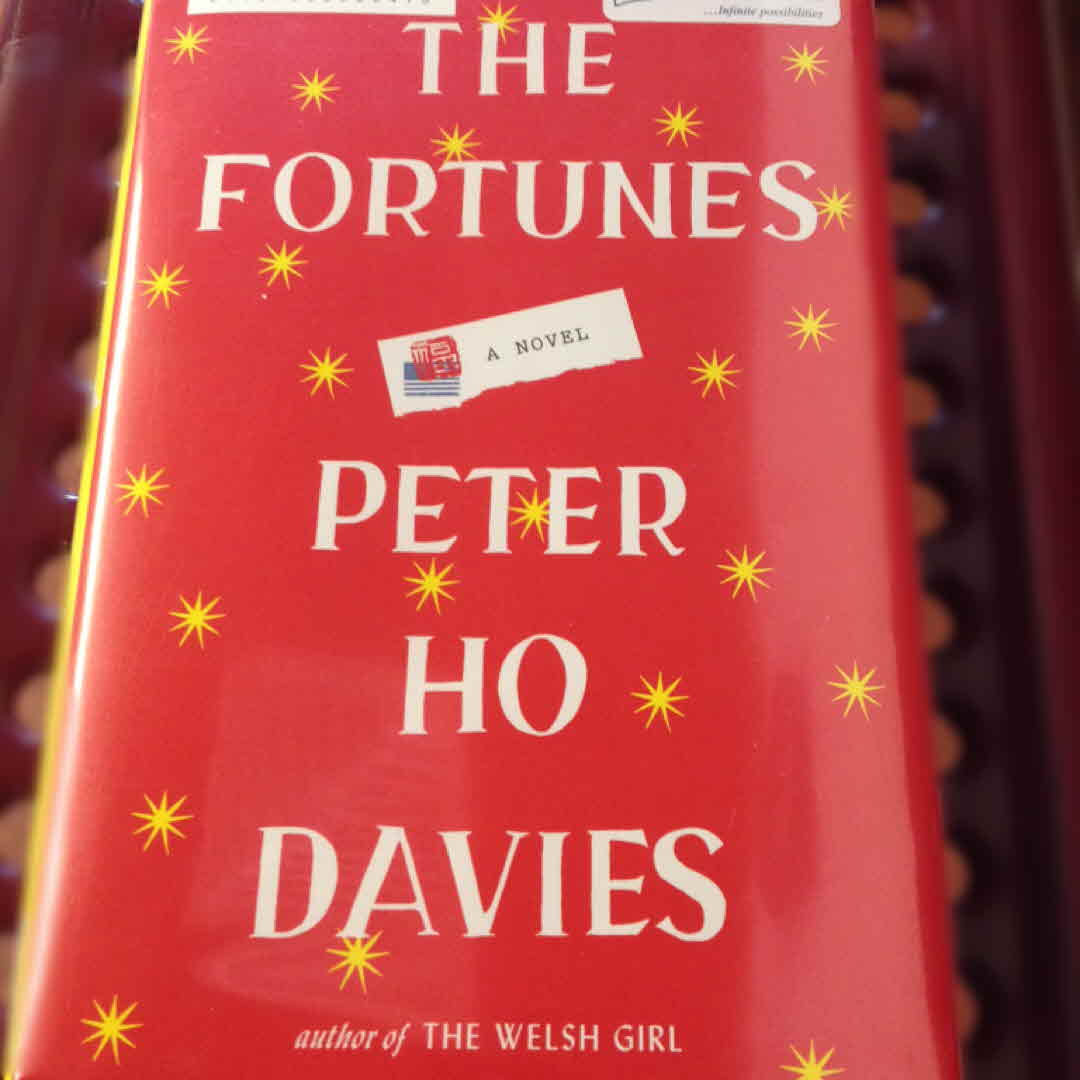 ...Infinite possibilities
THE
FORTUNES
A NOVEL
PETER
HO
DAVIES
author of THE WELSH GIRL